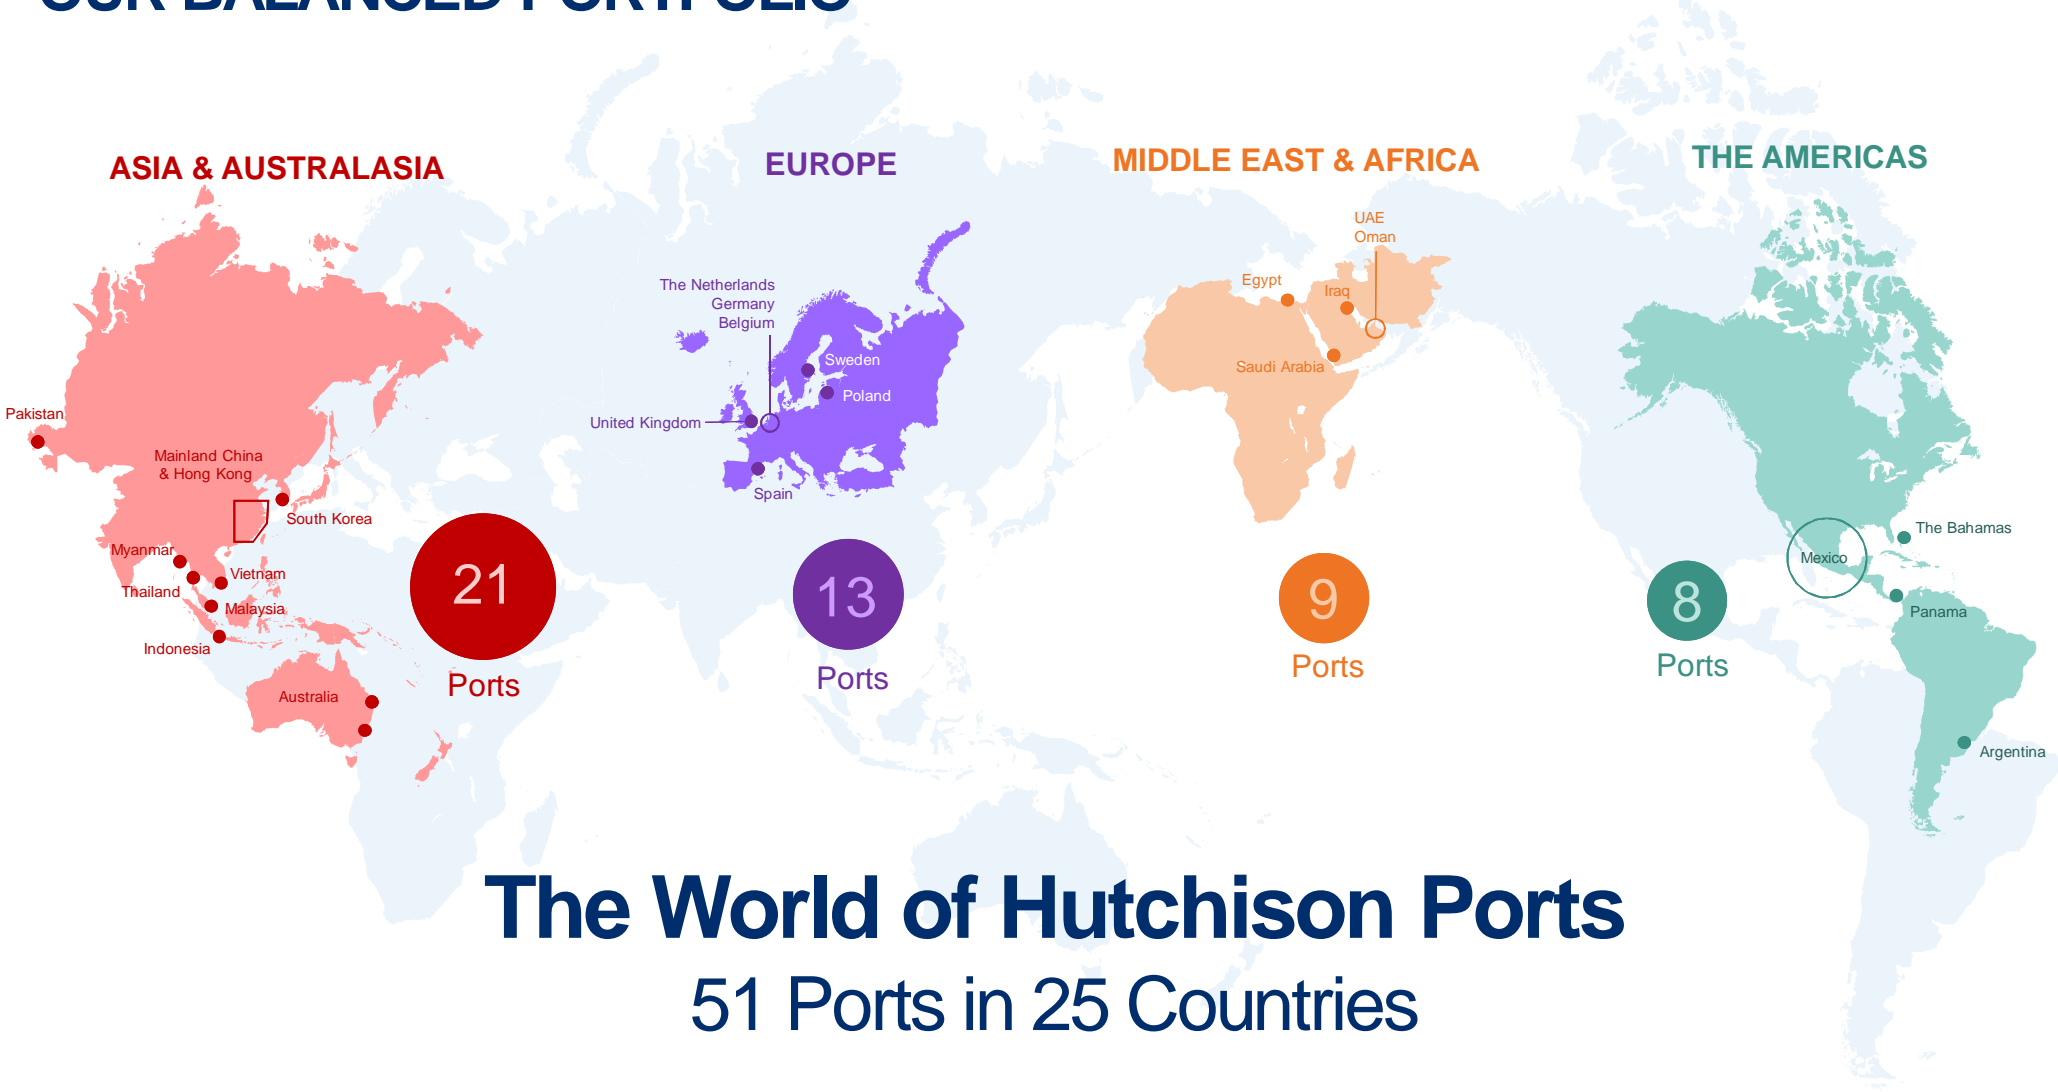 OUR BALANCED PORTFOLIO
ASIA & AUSTRALASIA
EUROPE
MIDDLE EAST & AFRICA
THE AMERICAS
Pakistan
Mainland China
& Hong Kong
South Korea
Myanmar
Vietnam
Thailand
Malaysia
Indonesia
Australia
21
Ports
The Netherlands
Germany
Belgium
Sweden
Poland
United Kingdom
Spain
13
Ports
UAE
Oman
Egypt
Iraq
Saudi Arabia
9
Ports
The Bahamas
Mexico
Panama
Argentina
8
Ports
The World of Hutchison Ports
51 Ports in 25 Countries